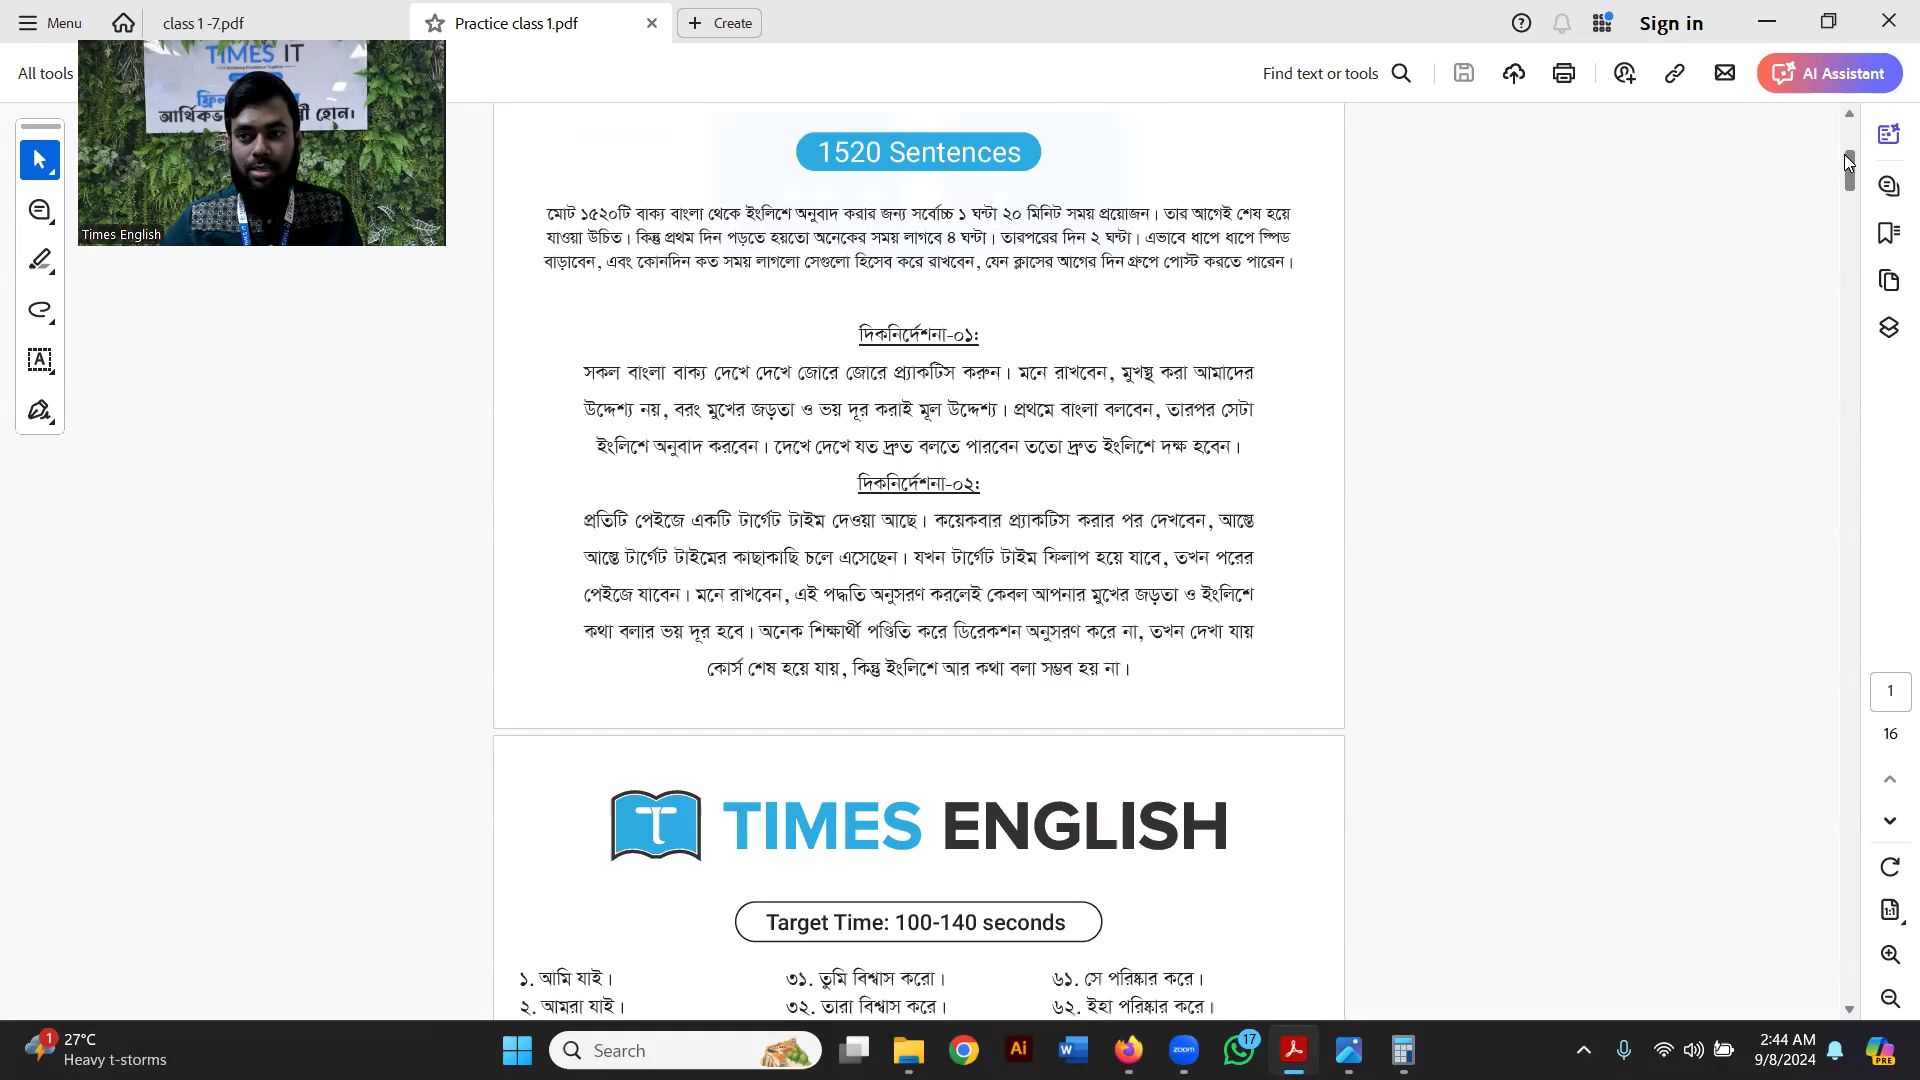 Menu
class 1 -7.pdf
Practice class 1.pdf
Create
Sign in
All tools
Find text or tools
AI Assistant
TIMES IT
আর্থিকভ
ী হোন।
Times English
1520 Sentences
মোট ১৫২০টি বাক্য বাংলা থেকে ইংলিশে অনুবাদ করার জন্য সর্বোচ্চ ১ ঘন্টা ২০ মিনিট সময় প্রয়োজন। তার আগেই শেষ হয়ে
যাওয়া উচিত। কিন্তু প্রথম দিন পড়তে হয়তো অনেকের সময় লাগবে ৪ ঘন্টা। তারপরের দিন ২ ঘন্টা। এভাবে ধাপে ধাপে স্পিড
বাড়াবেন, এবং কোনদিন কত সময় লাগলো সেগুলো হিসেব করে রাখবেন, যেন ক্লাসের আগের দিন গ্রুপে পোস্ট করতে পারেন।
দিকনির্দেশনা-০১:
সকল বাংলা বাক্য দেখে দেখে জোরে জোরে প্র্যাকটিস করুন। মনে রাখবেন, মুখস্থ করা আমাদের
উদ্দেশ্য নয়, বরং মুখের জড়তা ও ভয় দূর করাই মূল উদ্দেশ্য। প্রথমে বাংলা বলবেন, তারপর সেটা
ইংলিশে অনুবাদ করবেন। দেখে দেখে যত দ্রুত বলতে পারবেন ততো দ্রুত ইংলিশে দক্ষ হবেন।
দিকনির্দেশনা-০২:
প্রতিটি পেইজে একটি টার্গেট টাইম দেওয়া আছে। কয়েকবার প্র্যাকটিস করার পর দেখবেন, আস্তে
আস্তে টার্গেট টাইমের কাছাকাছি চলে এসেছেন। যখন টার্গেট টাইম ফিলাপ হয়ে যাবে, তখন পরের
পেইজে যাবেন। মনে রাখবেন, এই পদ্ধতি অনুসরণ করলেই কেবল আপনার মুখের জড়তা ও ইংলিশে
কথা বলার ভয় দূর হবে। অনেক শিক্ষার্থী পণ্ডিতি করে ডিরেকশন অনুসরণ করে না, তখন দেখা যায়
কোর্স শেষ হয়ে যায়, কিন্তু ইংলিশে আর কথা বলা সম্ভব হয় না।
1
16
TIMES ENGLISH
Target Time: 100-140 seconds
১. আমি যাই।
৩১. তুমি বিশ্বাস করো।
৬১. সে পরিষ্কার করে।
২. আমরা যাই।
৩২. তারা বিশ্বাস করে।
৬২. ইহা পরিষ্কার করে।
1
27°C
Heavy t-storms
Search
Ai
W
zoom
17
2:44 AM
9/8/2024
PRE